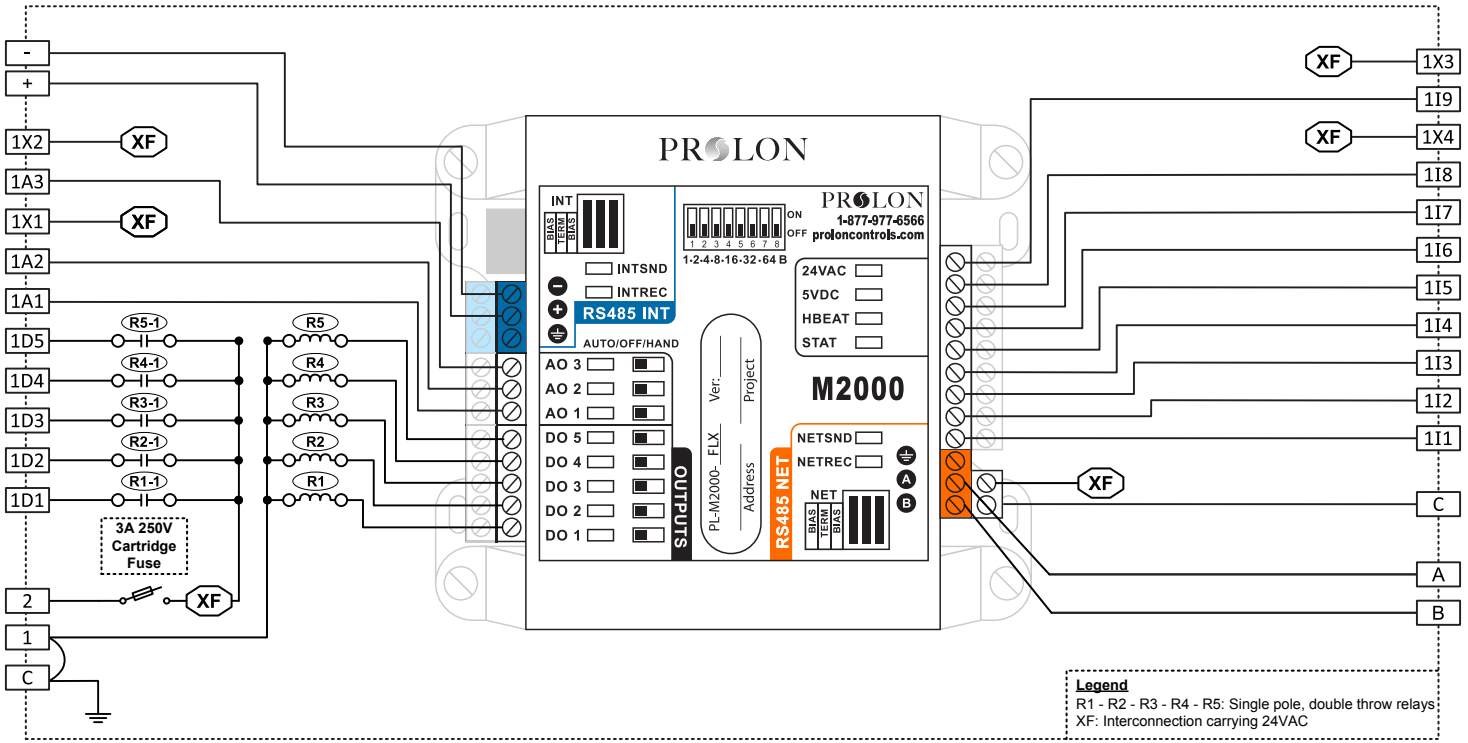 -
+
1X2
XF
1A3
1X1
XF
1A2
1A1
1D5
R5-1
R5
1D4
R4-1
R4
1D3
R3-1
R3
1D2
R2-1
R2
1D1
R1-1
R1
3A 250V
Cartridge
Fuse
2
XF
1
C
PROLON
INT
BIAS
TERM
BIAS
INTSND
INTREC
RS485 INT
AUTO/OFF/HAND
AO 3
AO 2
AO 1
DO 5
DO 4
DO 3
DO 2
DO 1
OUTPUTS
ON
OFF
1 2 3 4 5 6 7 8
1-2-4-8-16-32-64 B
PROLON
1-877-977-6566
proloncontrols.com
24VAC
5VDC
HBEAT
STAT
PL-M2000-_FLX Ver:
Address Project
M2000
NETSND
NETREC
RS485 NET
NET
BIAS
TERM
BIAS
A
B
XF
1X3
1I9
XF
1X4
1I8
1I7
1I6
1I5
1I4
1I3
1I2
1I1
XF
C
A
B
Legend
R1 - R2 - R3 - R4 - R5: Single pole, double throw relays
XF: Interconnection carrying 24VAC